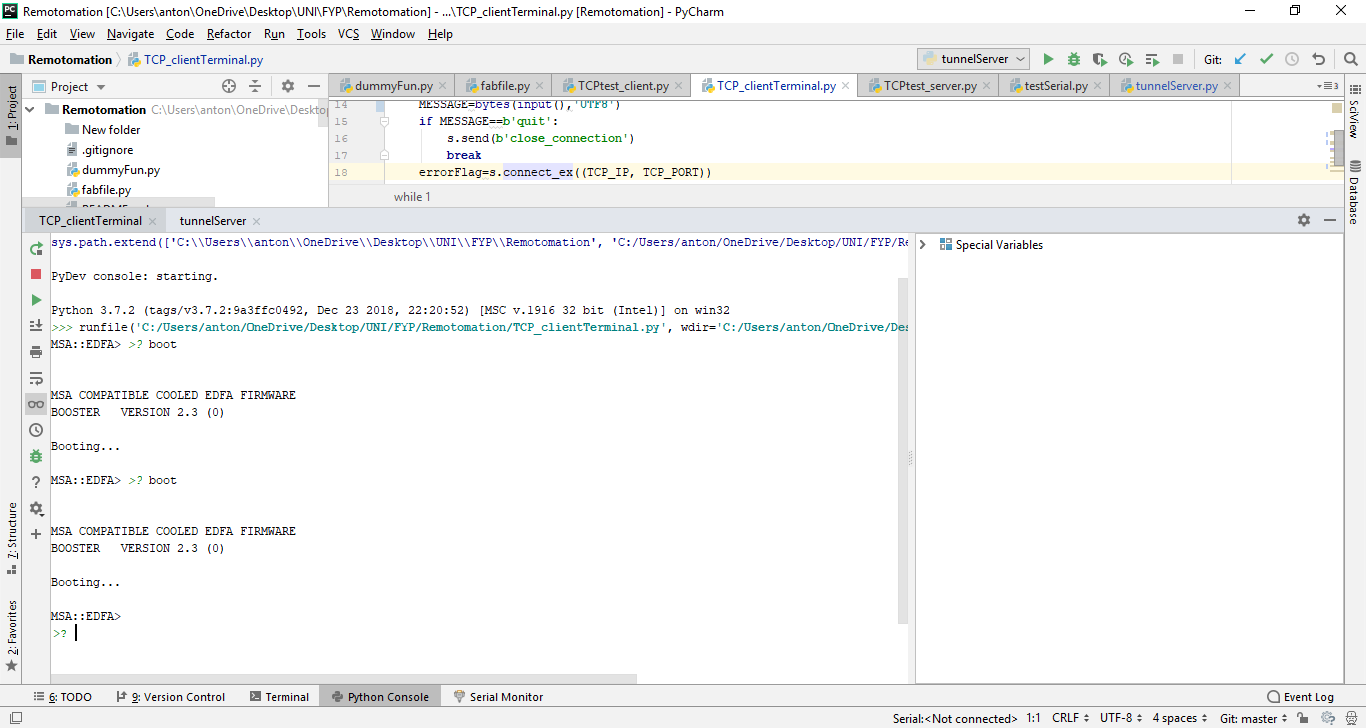 Remotomation [C:\Users\anton\OneDrive\Desktop\UNI\FYP\Remotomation] - ...\TCP_clientTerminal.py [Remotomation] - PyCharm
File Edit View Navigate Code Refactor Run Tools VCS Window Help
Remotomation TCP_clientTerminal.py tunnelServer Git:
Project dummyFun.py fabfile.py TCPtest_client.py TCP_clientTerminal.py TCPtest_server.py testSerial.py tunnelServer.py
1: Project
Remotomation C:\Users\anton\OneDrive\Desktop
New folder
.gitignore
dummyFun.py
fabfile.py
14 MESSAGE=bytes(input(),'UTF8')
15 if MESSAGE==b'quit':
16 s.send(b'close_connection')
17 break
18 errorFlag=s.connect_ex((TCP_IP, TCP_PORT))
while 1
SciView
Database
TCP_clientTerminal tunnelServer
sys.path.extend(['C:\\Users\\anton\\OneDrive\\Desktop\\UNI\\FYP\\Remotomation', 'C:/Users/anton/OneDrive/Desktop/UNI/FYP/Re
PyDev console: starting.
Python 3.7.2 (tags/v3.7.2:9a3ffc0492, Dec 23 2018, 22:20:52) [MSC v.1916 32 bit (Intel)] on win32
>>> runfile('C:/Users/anton/OneDrive/Desktop/UNI/FYP/Remotomation/TCP_clientTerminal.py', wdir='C:/Users/anton/OneDrive/Des
MSA::EDFA> >? boot
MSA COMPATIBLE COOLED EDFA FIRMWARE
BOOSTER VERSION 2.3 (0)
Booting...
MSA::EDFA> >? boot
MSA COMPATIBLE COOLED EDFA FIRMWARE
BOOSTER VERSION 2.3 (0)
Booting...
MSA::EDFA>
>?
Special Variables
7: Structure
2: Favorites
6: TODO 9: Version Control Terminal Python Console Serial Monitor Event Log
Serial:<Not connected> 1:1 CRLF UTF-8 4 spaces Git: master